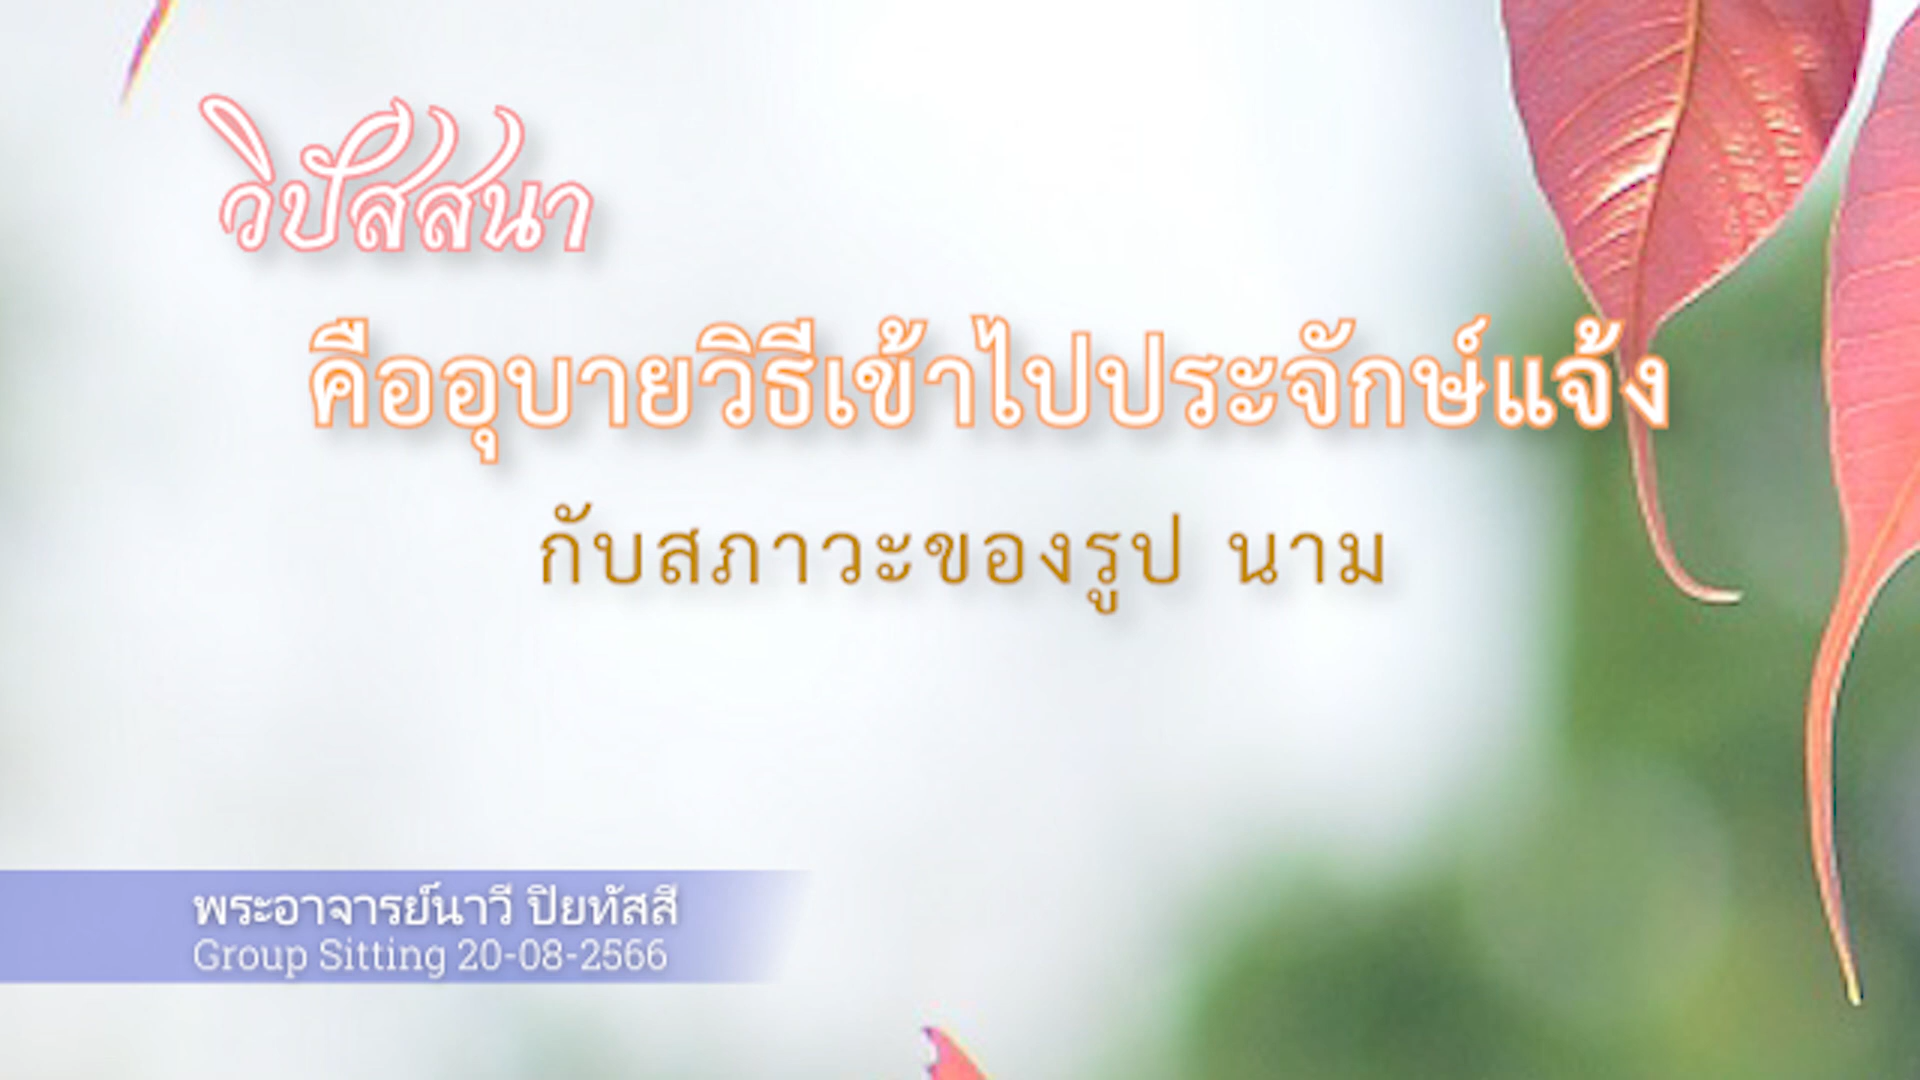 วิปัสสนา
คืออุบายวิธีเข้าไปประจักษ์แจ้ง
กับสภาวะของรูป นาม
พระอาจารย์นาวี ปิยทัสสี
Group Sitting 20-08-2566